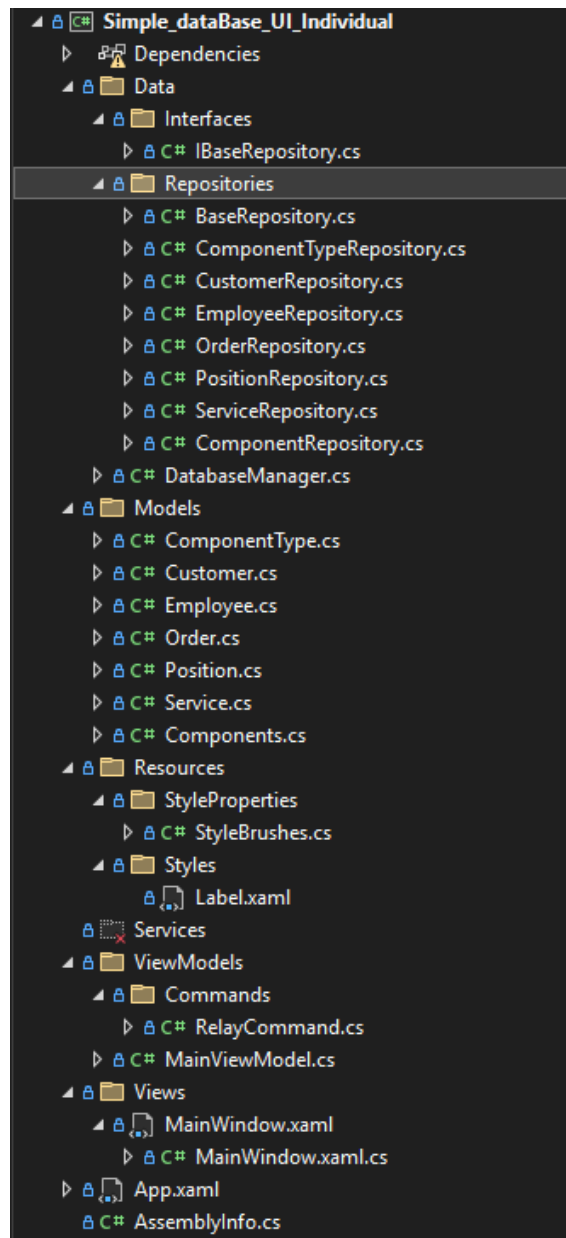 C# Simple_dataBase_UI_Individual
Dependencies
Data
Interfaces
C# IBaseRepository.cs
Repositories
C# BaseRepository.cs
C# ComponentTypeRepository.cs
C# CustomerRepository.cs
C# EmployeeRepository.cs
C# OrderRepository.cs
C# PositionRepository.cs
C# ServiceRepository.cs
C# ComponentRepository.cs
C# DatabaseManager.cs
Models
C# ComponentType.cs
C# Customer.cs
C# Employee.cs
C# Order.cs
C# Position.cs
C# Service.cs
C# Components.cs
Resources
StyleProperties
C# StyleBrushes.cs
Styles
Label.xaml
Services
ViewModels
Commands
C# RelayCommand.cs
C# MainViewModel.cs
Views
MainWindow.xaml
C# MainWindow.xaml.cs
App.xaml
C# AssemblyInfo.cs